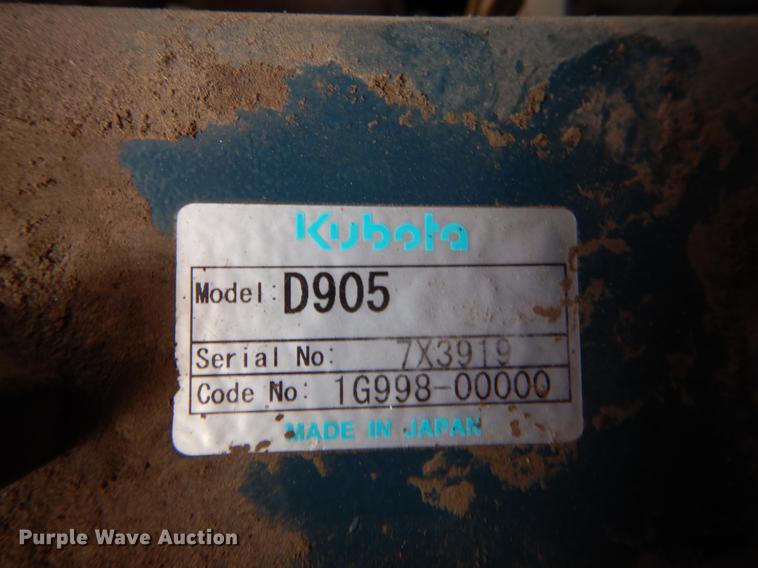 Kubota
Model: D905
Serial No: 7X3919
Code No: 1G998-00000
MADE IN JAPAN
Purple Wave Auction